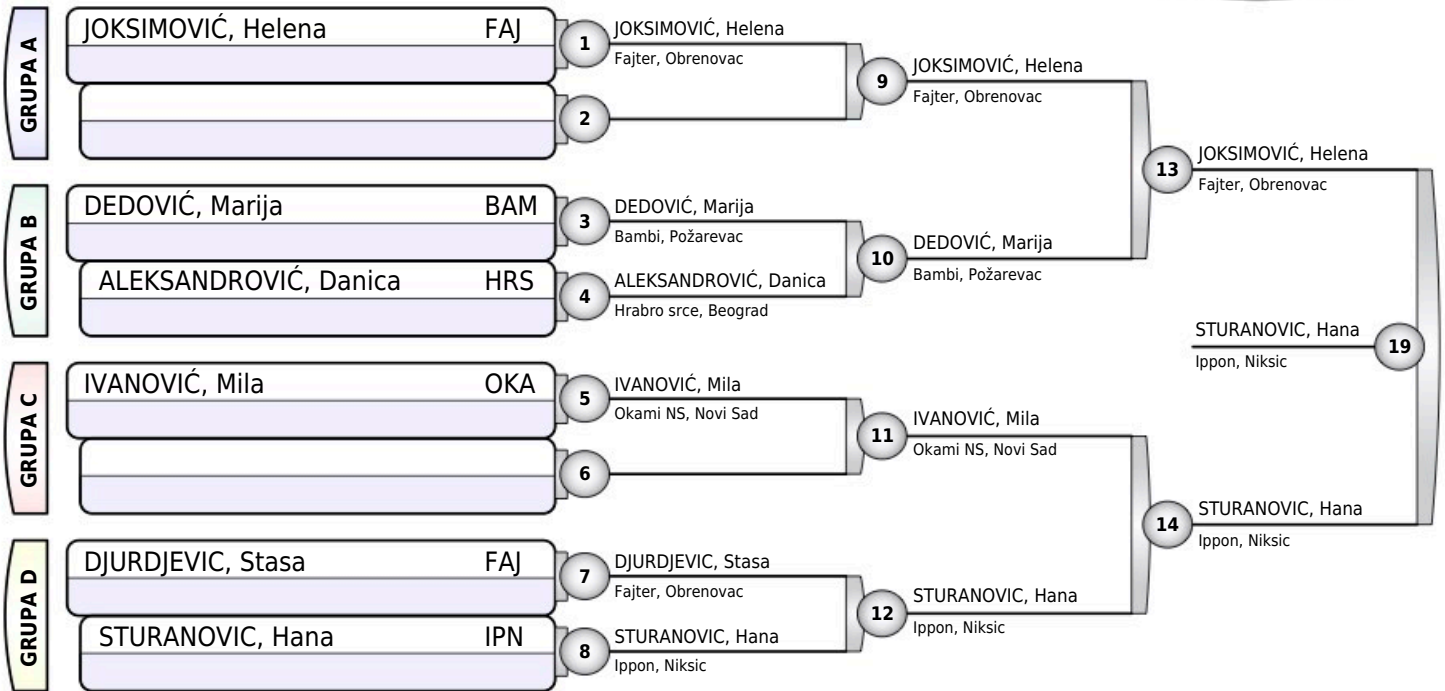 GRUPA A
JOKSIMOVIĆ, Helena FAJ
1
JOKSIMOVIĆ, Helena
Fajter, Obrenovac
2
9
JOKSIMOVIĆ, Helena
Fajter, Obrenovac
GRUPA B
DEDOVIĆ, Marija BAM
3
DEDOVIĆ, Marija
Bambi, Požarevac
ALEKSANDROVIĆ, Danica HRS
4
ALEKSANDROVIĆ, Danica
Hrabro srce, Beograd
10
DEDOVIĆ, Marija
Bambi, Požarevac
13
JOKSIMOVIĆ, Helena
Fajter, Obrenovac
GRUPA C
IVANOVIĆ, Mila OKA
5
IVANOVIĆ, Mila
Okami NS, Novi Sad
6
11
IVANOVIĆ, Mila
Okami NS, Novi Sad
GRUPA D
DJURDJEVIC, Stasa FAJ
7
DJURDJEVIC, Stasa
Fajter, Obrenovac
STURANOVIC, Hana IPN
8
STURANOVIC, Hana
Ippon, Niksic
12
STURANOVIC, Hana
Ippon, Niksic
14
STURANOVIC, Hana
Ippon, Niksic
STURANOVIC, Hana
Ippon, Niksic
19